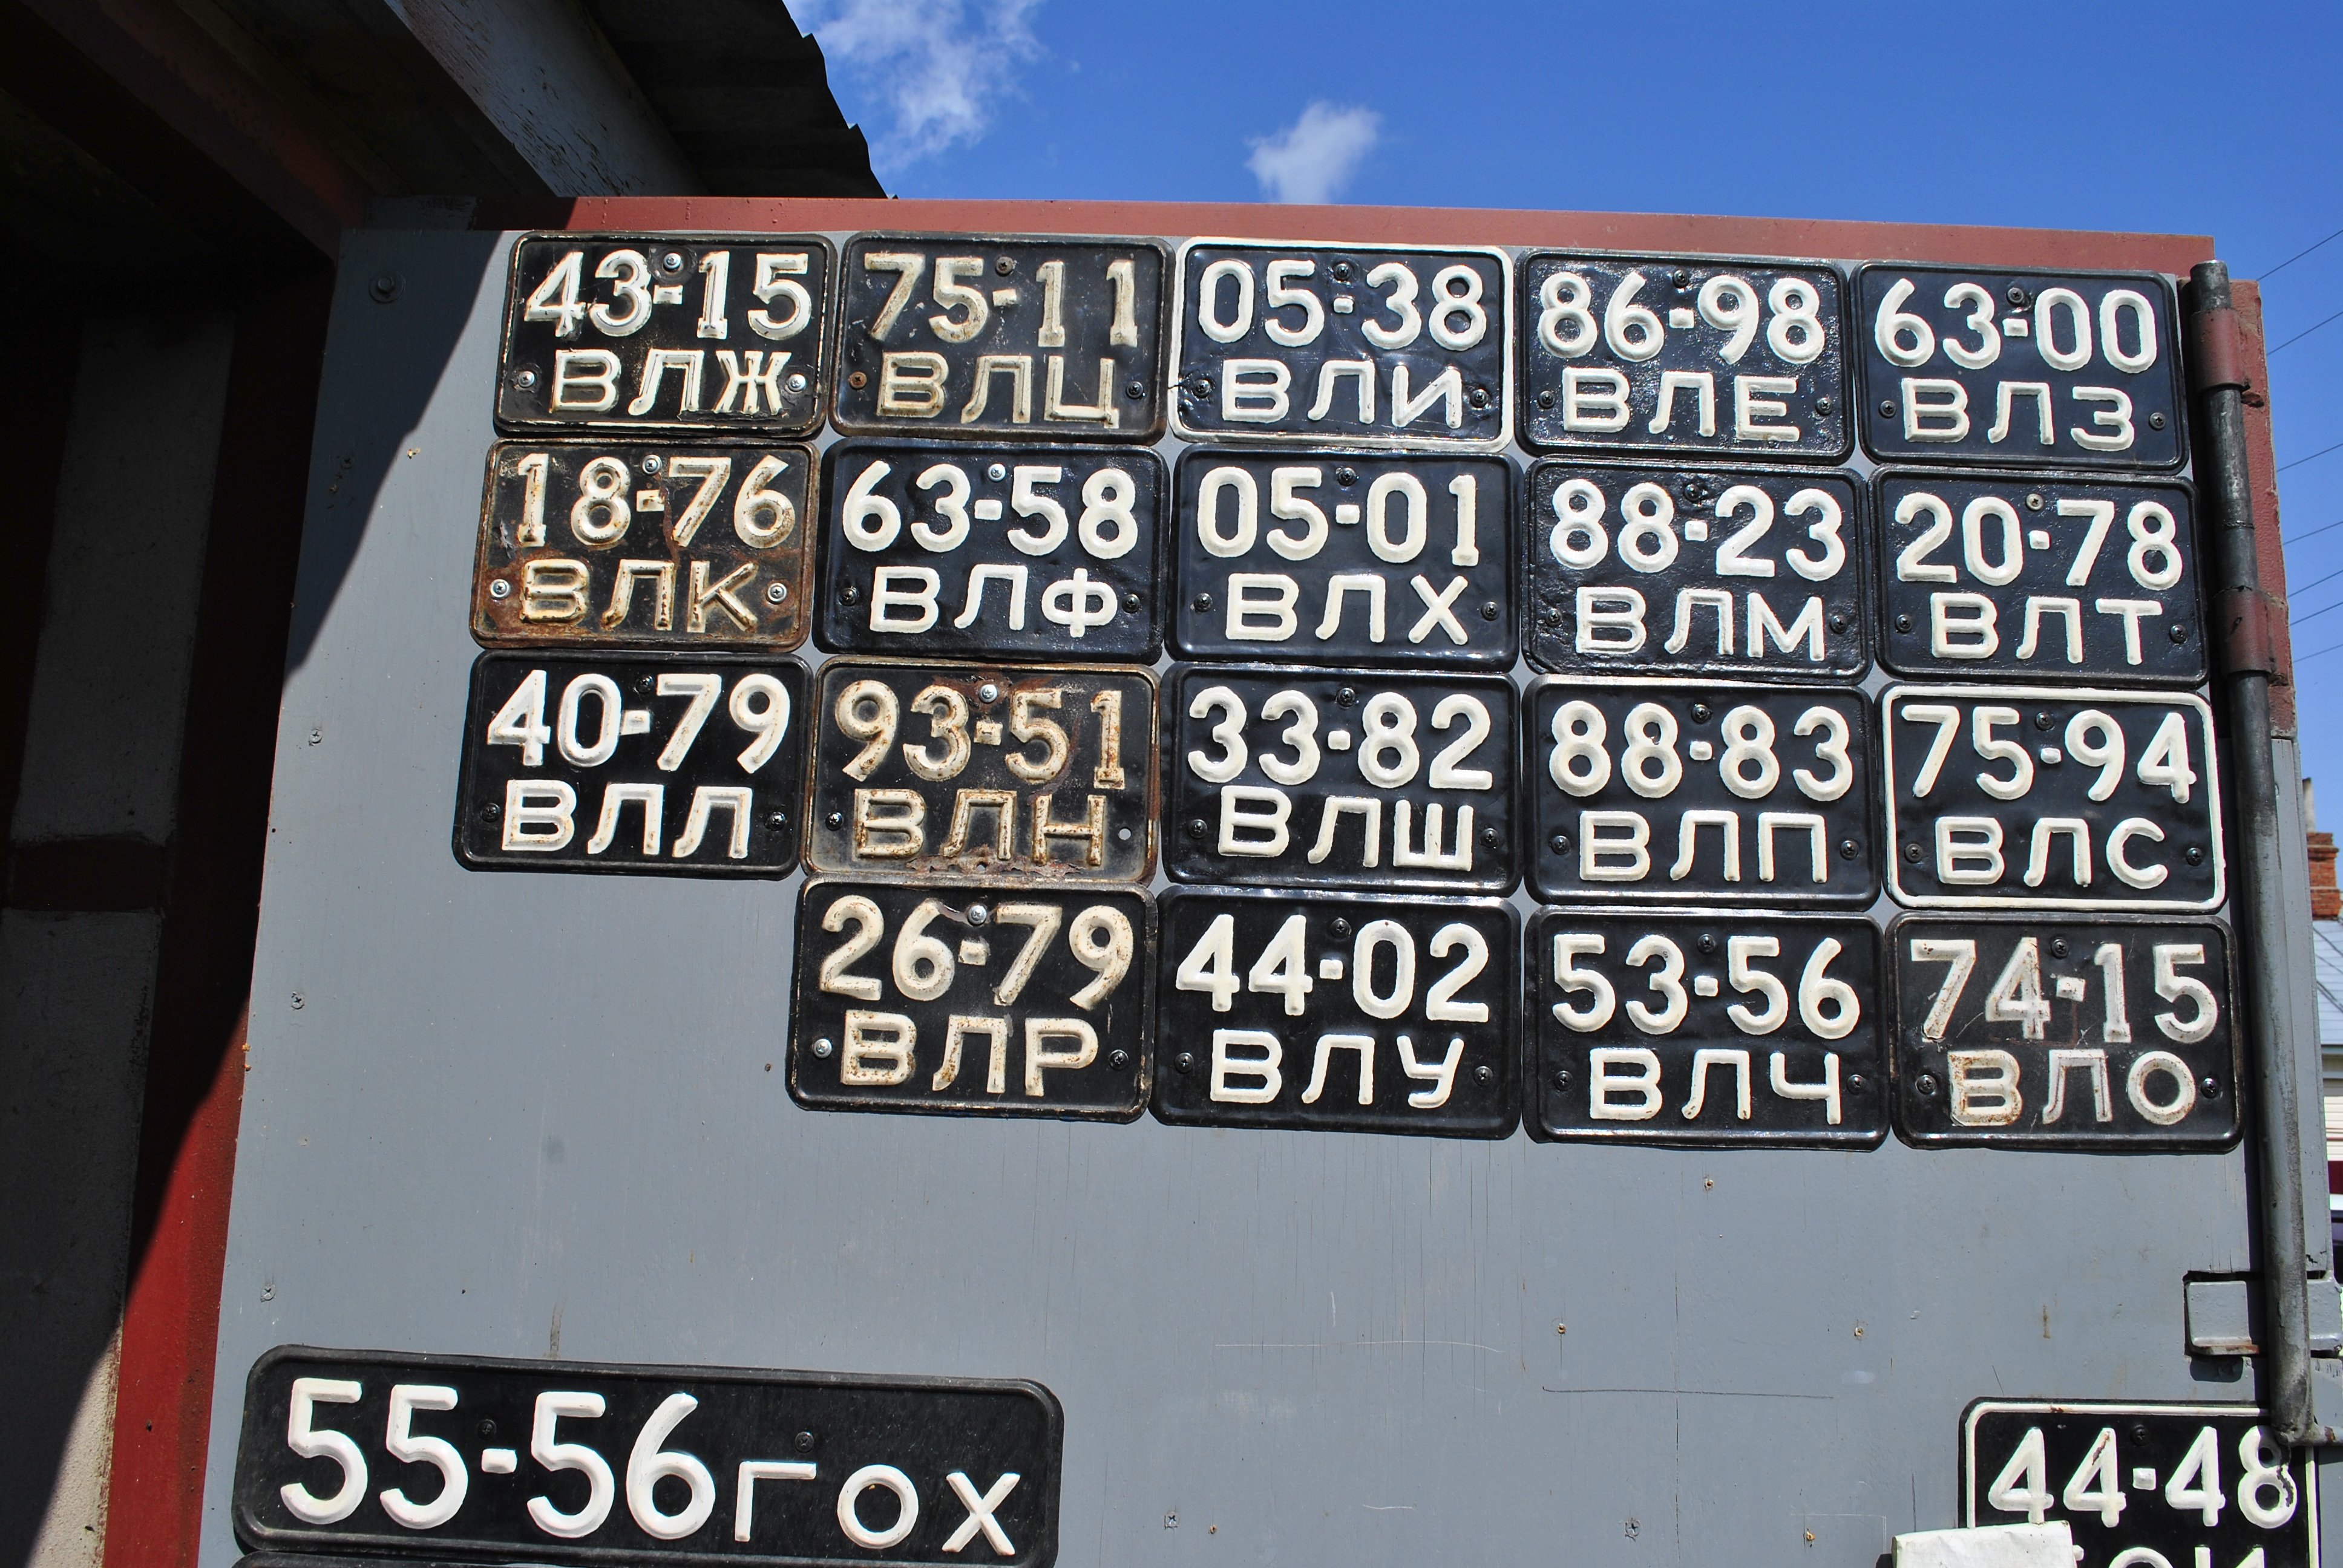 43-15
ВЛЖ
75-11
ВЛЦ
05-38
ВЛИ
86-98
ВЛЕ
63-00
ВЛЗ
18-76
ВЛК
63-58
ВЛФ
05-01
ВЛХ
88-23
ВЛМ
20-78
ВЛТ
40-79
ВЛЛ
93-51
ВЛН
33-82
ВЛШ
88-83
ВЛП
75-94
ВЛС
26-79
ВЛР
44-02
ВЛУ
53-56
ВЛЧ
74-15
ВЛО
55-56гох
44-48